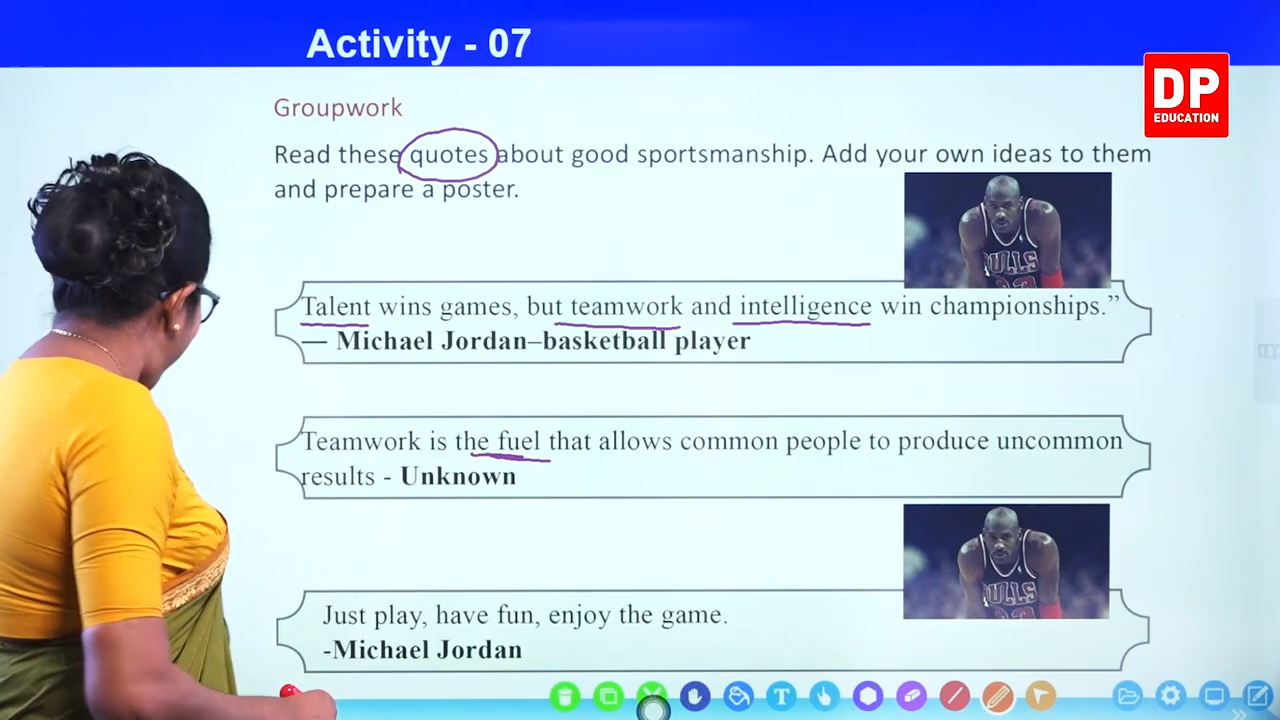 Activity - 07
DP
EDUCATION
Groupwork
Read these quotes about good sportsmanship. Add your own ideas to them
and prepare a poster.
BULLS
Talent wins games, but teamwork and intelligence win championships.”
— Michael Jordan–basketball player
Teamwork is the fuel that allows common people to produce uncommon
results - Unknown
BULLS
Just play, have fun, enjoy the game.
-Michael Jordan
T